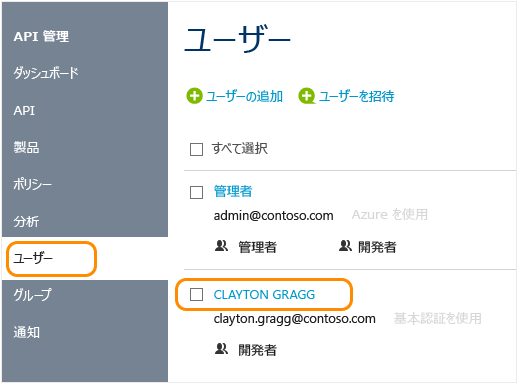 API 管理
ダッシュボード
API
製品
ポリシー
分析
ユーザー
グループ
通知
ユーザー
ユーザーの追加 ユーザーを招待
すべて選択
管理者
admin@contoso.com Azure を使用
管理者 開発者
CLAYTON GRAGG
clayton.gragg@contoso.com 基本認証を使用
開発者